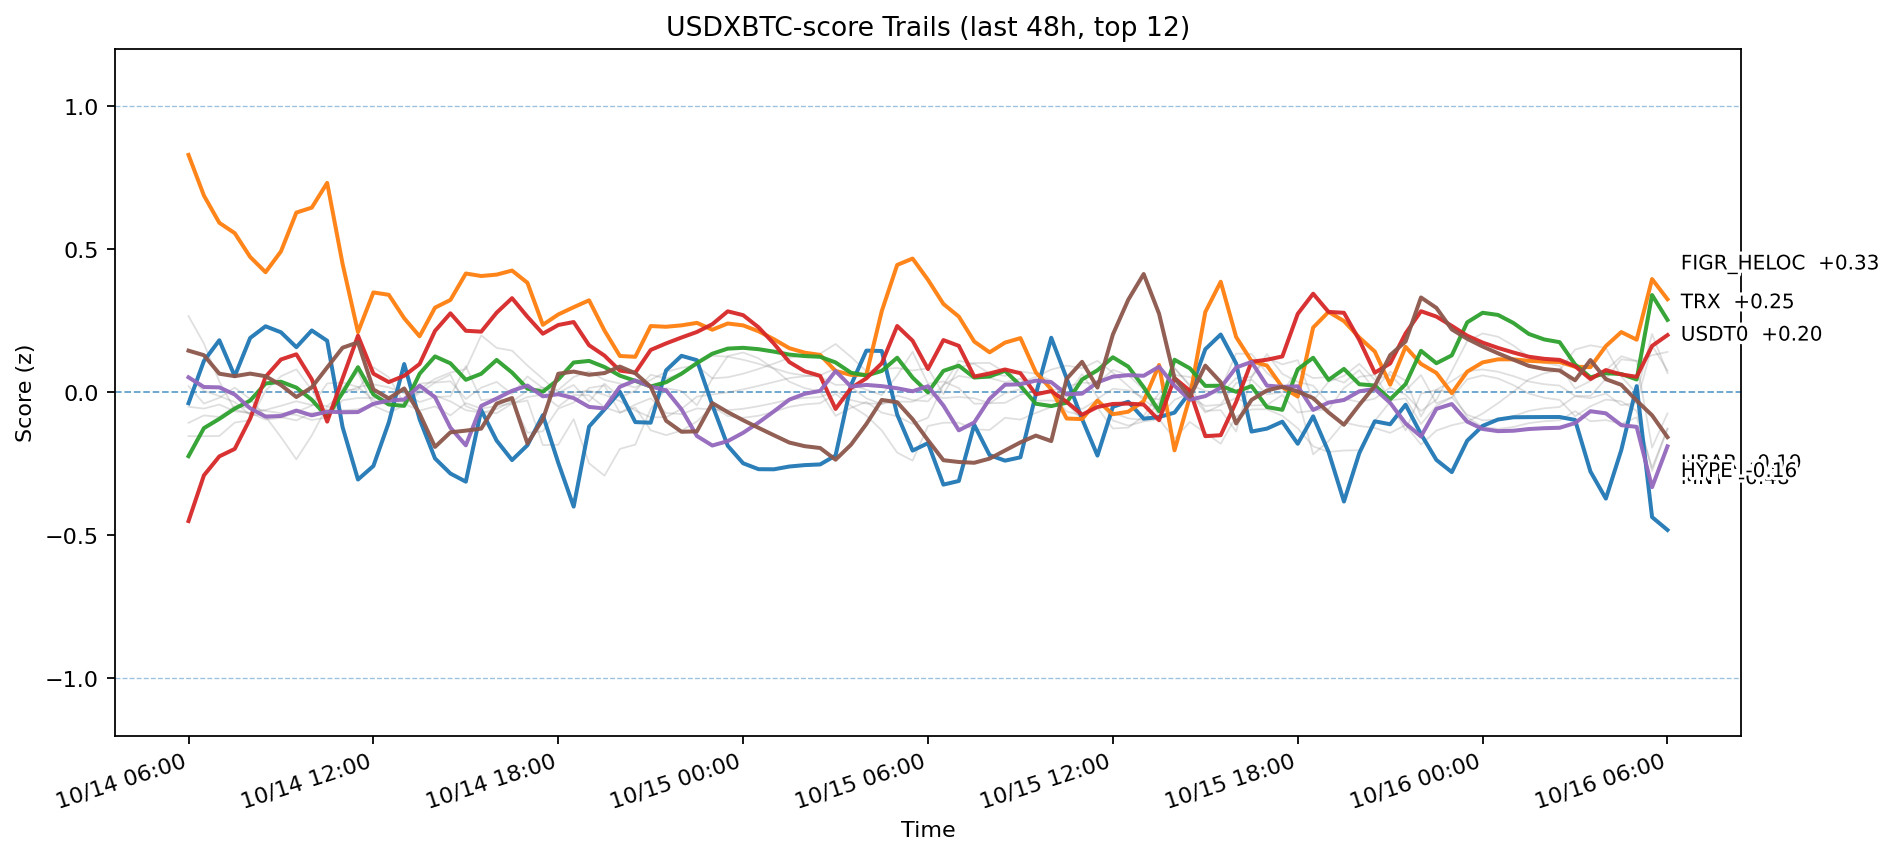 USDXBTC-score Trails (last 48h, top 12)
Score (z)
1.0
0.5
0.0
−0.5
−1.0
FIGR_HELOC +0.33
TRX +0.25
USDT0 +0.20
HYPE -0.16
10/14 06:00
10/14 12:00
10/14 18:00
10/15 00:00
10/15 06:00
10/15 12:00
10/15 18:00
10/16 00:00
10/16 06:00
Time